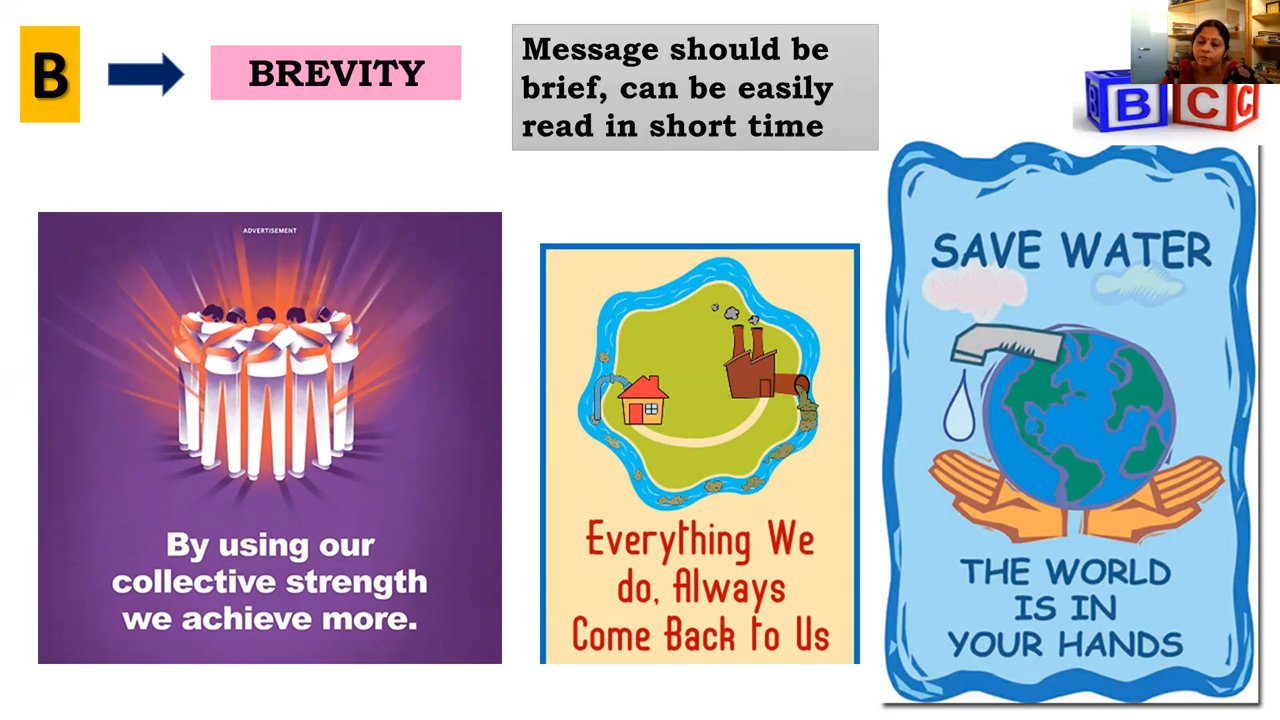 B
BREVITY
Message should be
brief, can be easily
read in short time
B B C C
ADVERTISEMENT
By using our
collective strength
we achieve more.
Everything We
do, Always
Come Back to Us
SAVE WATER
THE WORLD
IS IN
YOUR HANDS